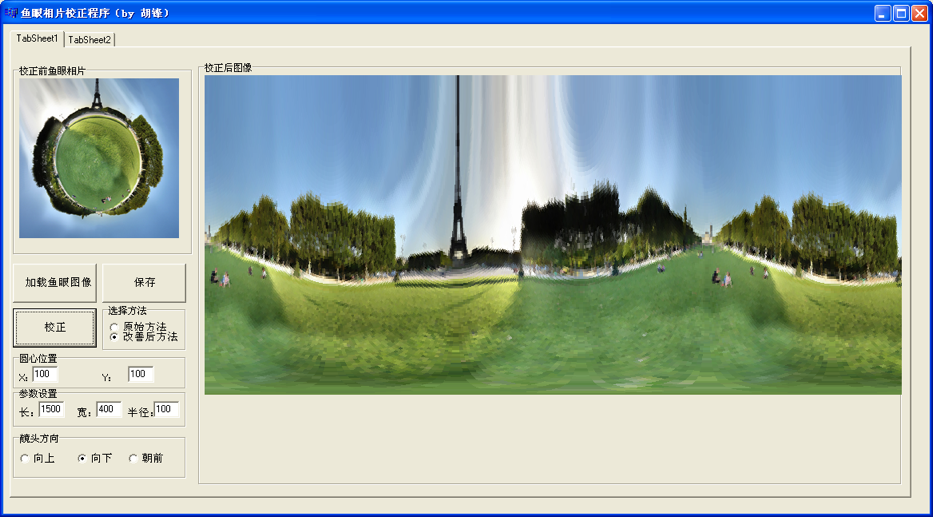 鱼眼相片校正程序（by 胡锋）
TabSheet1 TabSheet2
校正前鱼眼相片
校正后图像
加载鱼眼图像 保存
校正
选择方法
原始方法
改善后方法
圆心位置
X: 100 Y: 100
参数设置
长: 1500 宽: 400 半径: 100
镜头方向
向上 向下 朝前